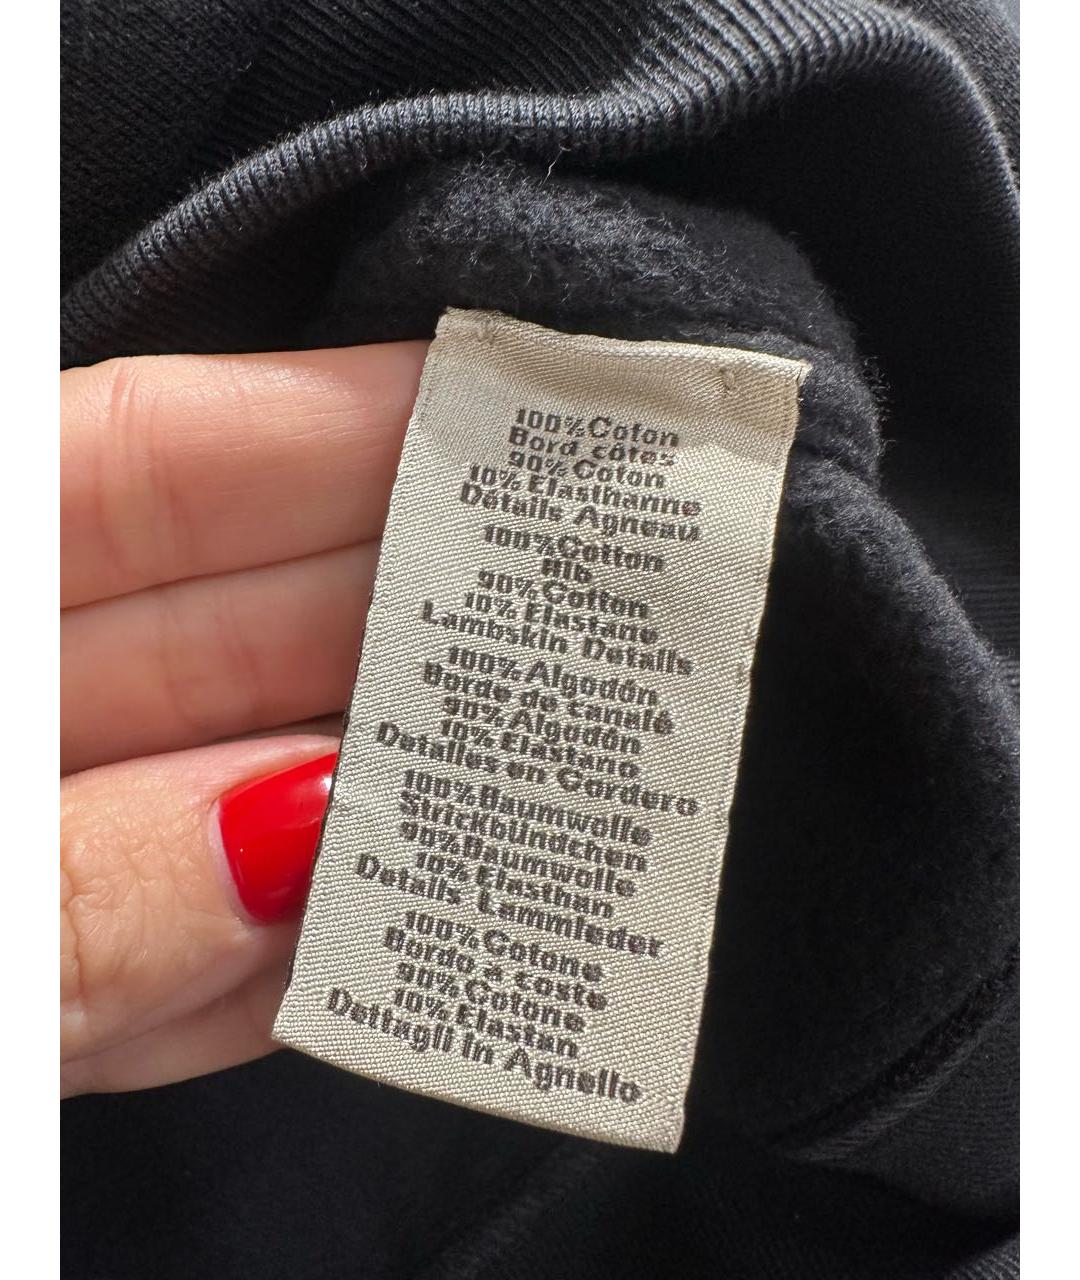 100% Coton
Bord côtes
90% Coton
10% Elasthanne
Détails Agneau
100% Cotton
Rib
90% Cotton
10% Elastane
Lambskin Details
100% Algodón
Borde de canalé
90% Algodón
10% Elastano
Detalles en Cordero
100% Baumwolle
Strickbündchen
90% Baumwolle
10% Elasthan
Details Lammleder
100% Cotone
Bordo a coste
90% Cotone
10% Elastan
Dettagli in Agnello